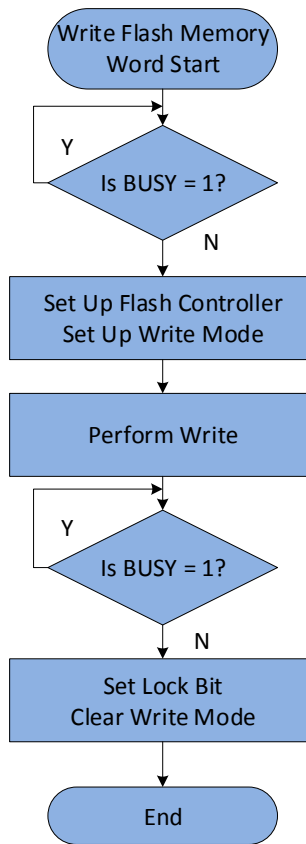 Write Flash Memory
Word Start
Y
Is BUSY = 1?
N
Set Up Flash Controller
Set Up Write Mode
Perform Write
Y
Is BUSY = 1?
N
Set Lock Bit
Clear Write Mode
End